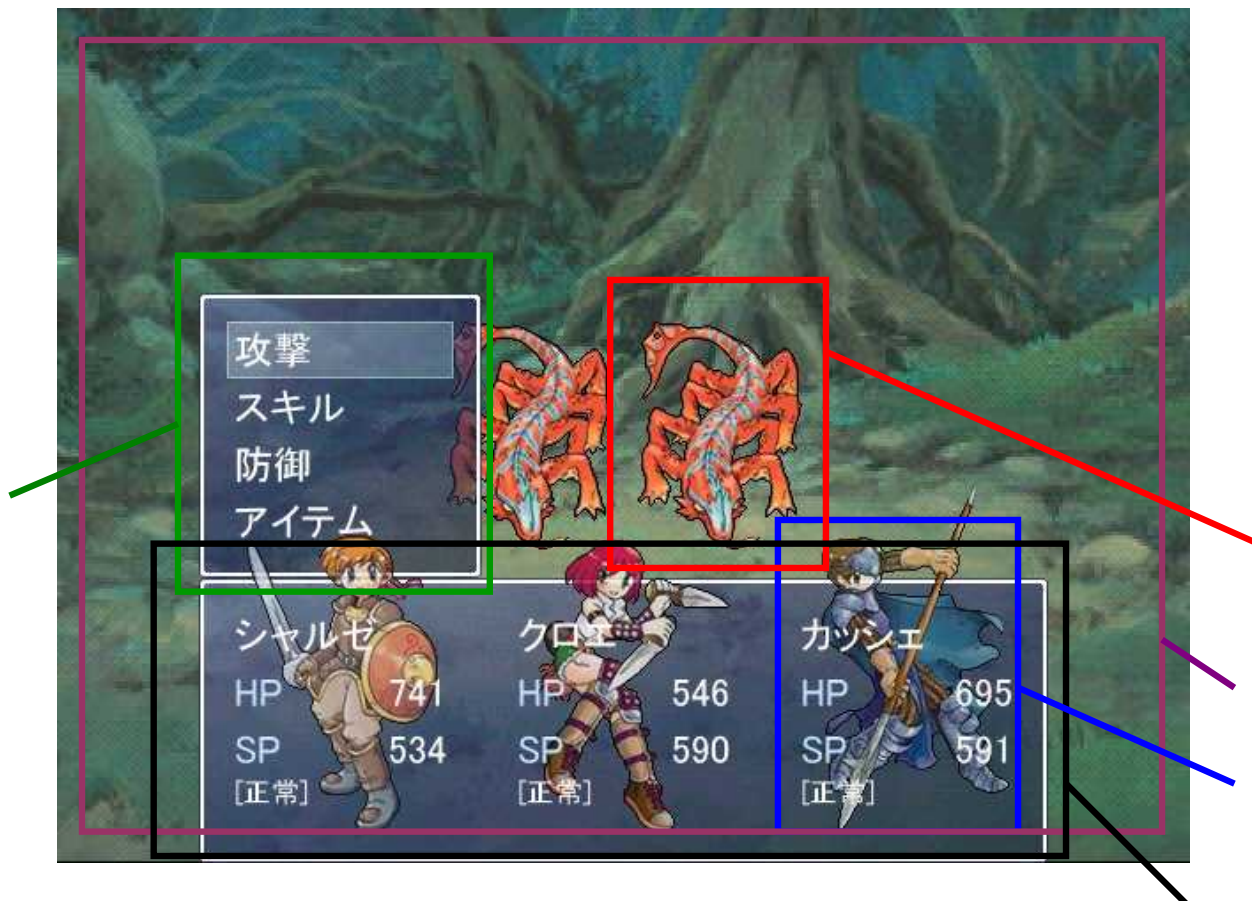 攻撃
スキル
防御
アイテム
シャルゼ クロエ カッシェ
HP 741 HP 546 HP 695
SP 534 SP 590 SP 591
[正常] [正常] [正常]